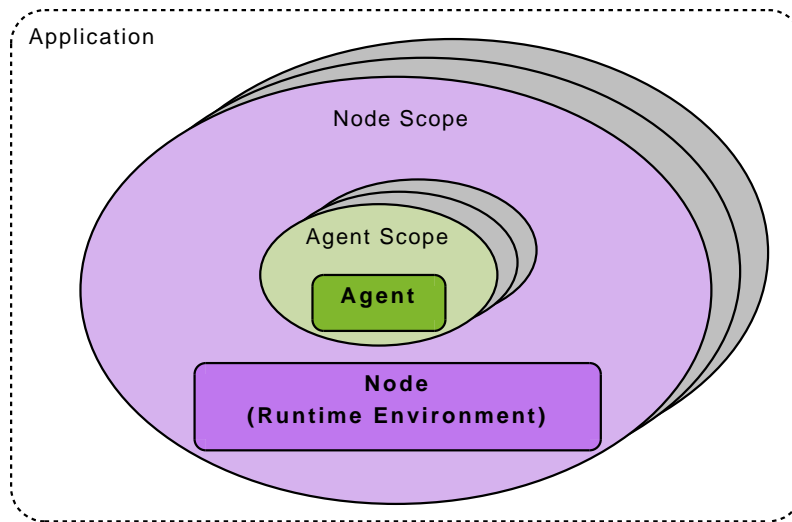 Application
Node Scope
Agent Scope
Agent
Node
(Runtime Environment)